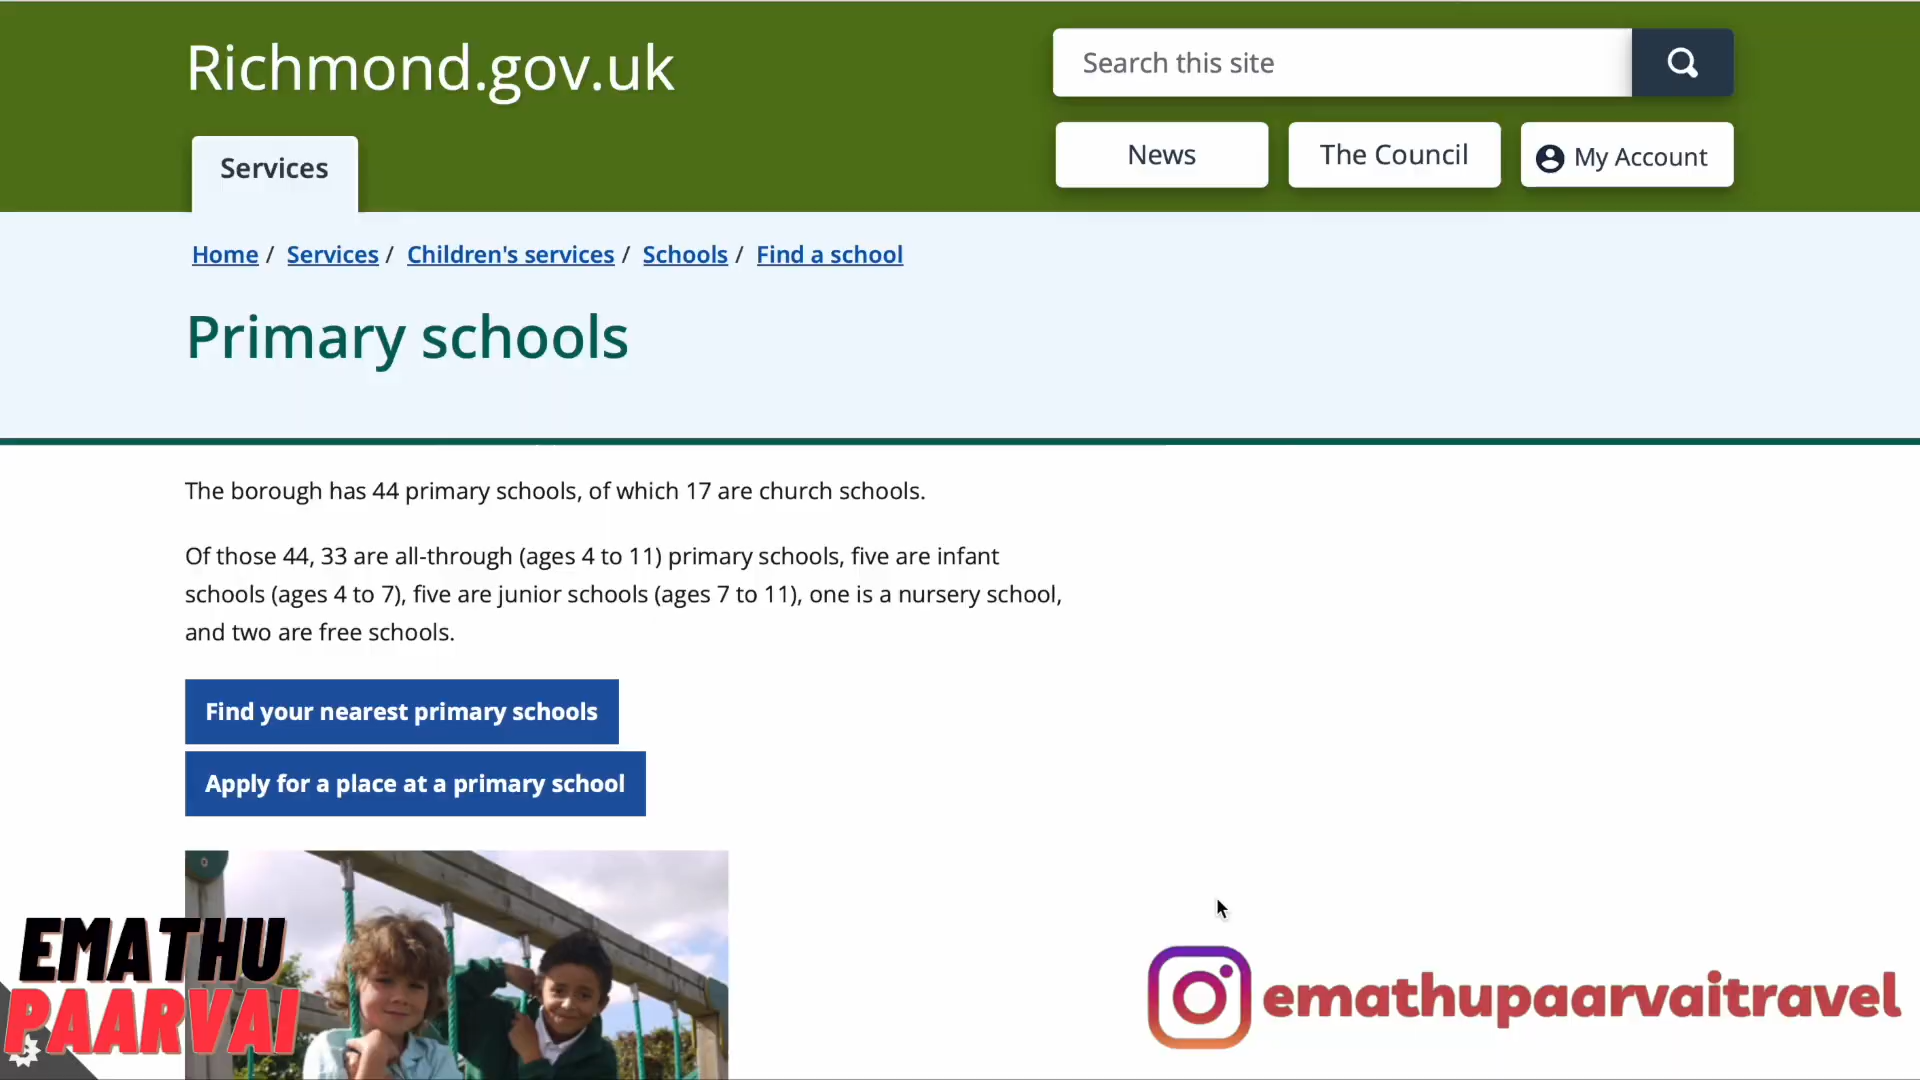 Richmond.gov.uk
Search this site
Services
News
The Council
My Account
Home / Services / Children's services / Schools / Find a school
Primary schools
The borough has 44 primary schools, of which 17 are church schools.
Of those 44, 33 are all-through (ages 4 to 11) primary schools, five are infant
schools (ages 4 to 7), five are junior schools (ages 7 to 11), one is a nursery school,
and two are free schools.
Find your nearest primary schools
Apply for a place at a primary school
EMATHU
PAARVAI
emathupaarvaitravel